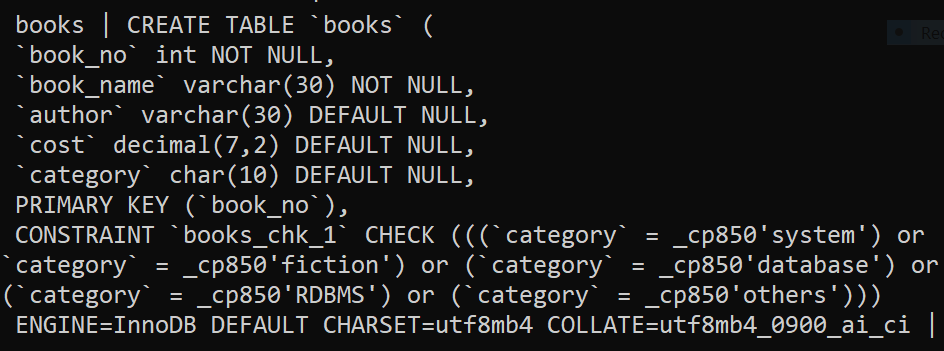 books | CREATE TABLE `books` (
`book_no` int NOT NULL,
`book_name` varchar(30) NOT NULL,
`author` varchar(30) DEFAULT NULL,
`cost` decimal(7,2) DEFAULT NULL,
`category` char(10) DEFAULT NULL,
PRIMARY KEY (`book_no`),
CONSTRAINT `books_chk_1` CHECK (((`category` = _cp850'system') or
`category` = _cp850'fiction') or (`category` = _cp850'database') or
(`category` = _cp850'RDBMS') or (`category` = _cp850'others')))
ENGINE=InnoDB DEFAULT CHARSET=utf8mb4 COLLATE=utf8mb4_0900_ai_ci |